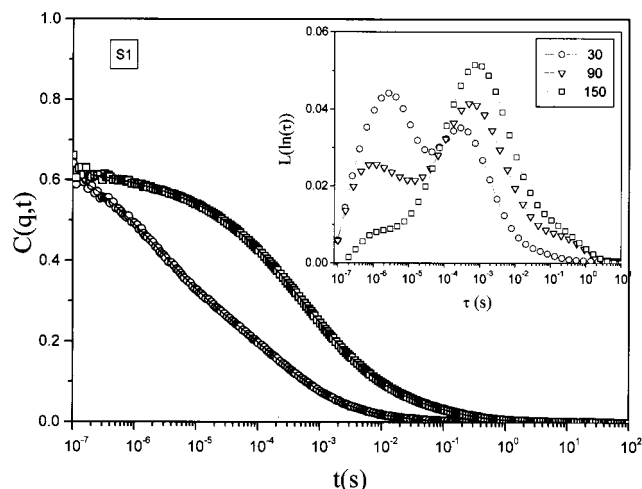 1.0
0.8
0.6
0.4
0.2
0.0
C(q,t)
S1
0.06
0.04
0.02
0.00
L(ln(τ))
30
90
150
10⁻⁷ 10⁻⁶ 10⁻⁵ 10⁻⁴ 10⁻³ 10⁻² 10⁻¹ 10⁰ 10¹
τ (s)
10⁻⁷ 10⁻⁶ 10⁻⁵ 10⁻⁴ 10⁻³ 10⁻² 10⁻¹ 10⁰ 10¹ 10²
t(s)